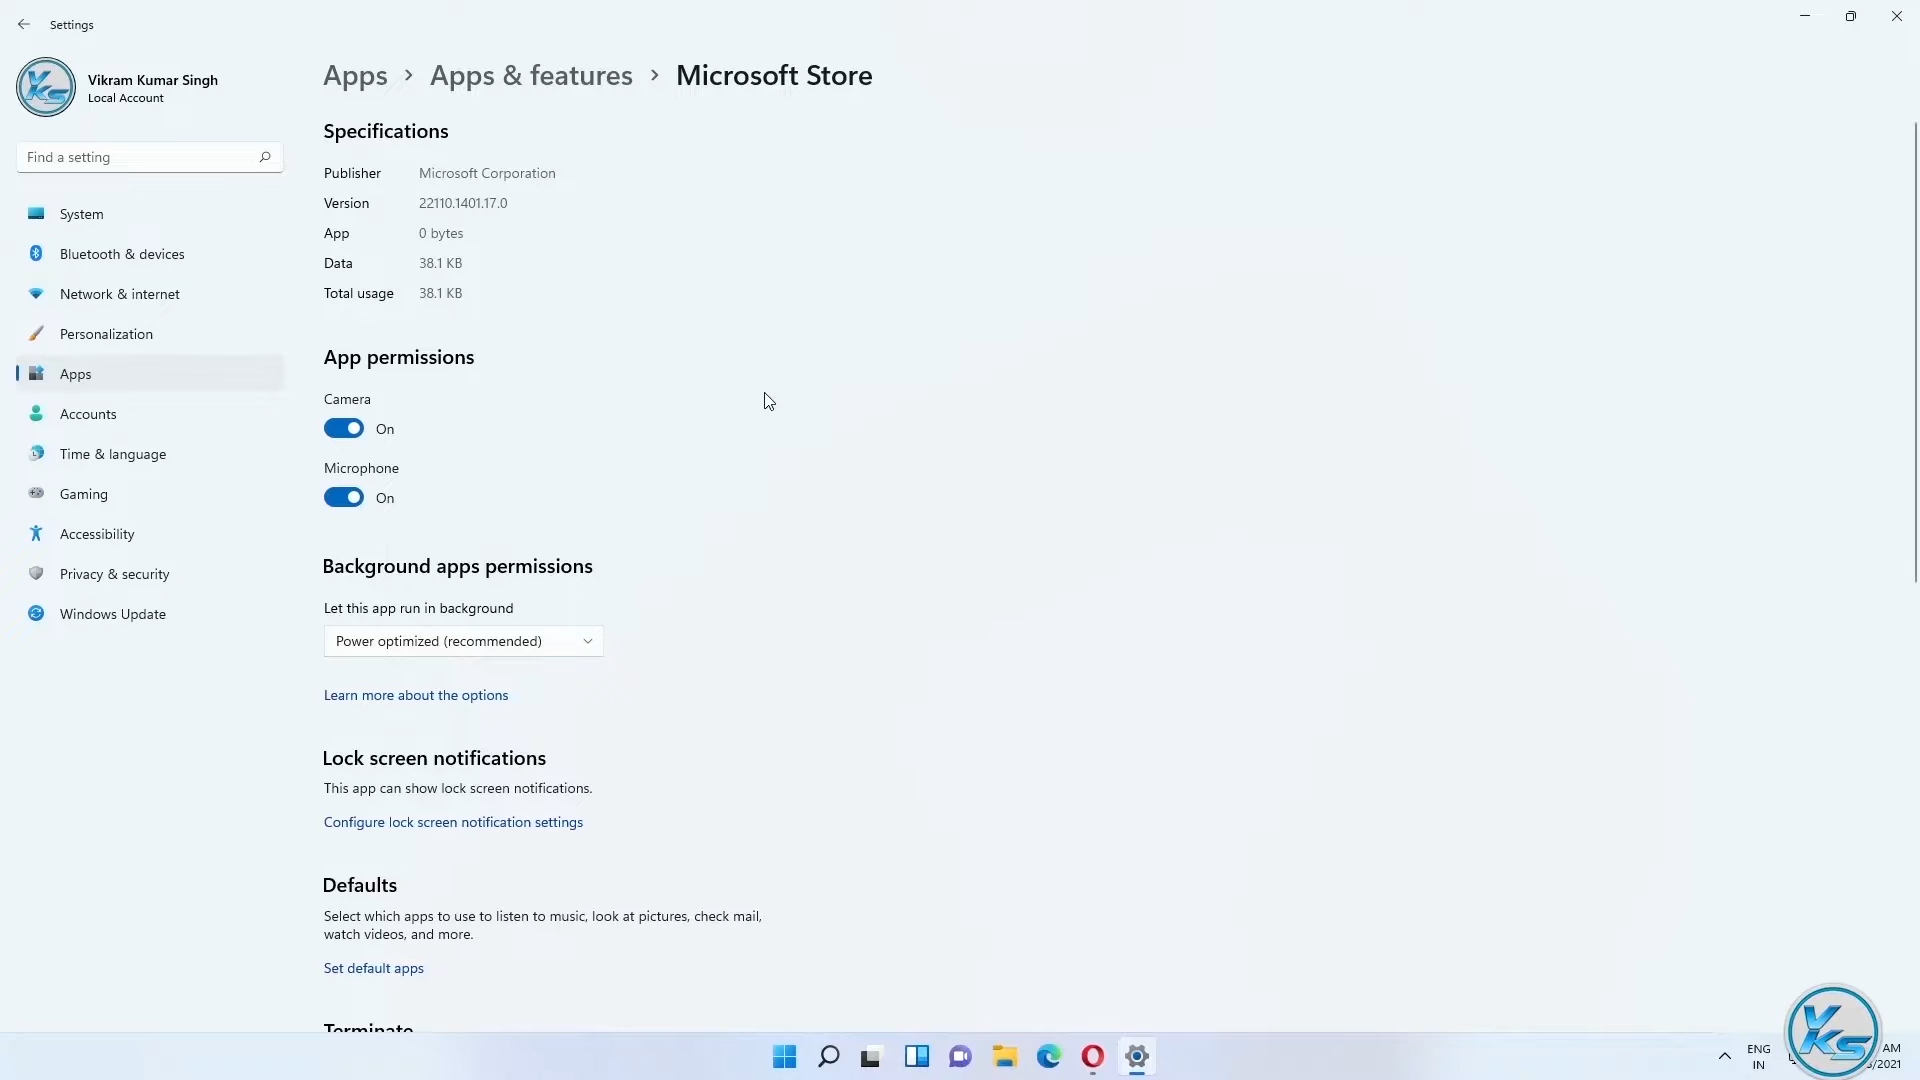 Settings
Vikram Kumar Singh
Local Account
Find a setting
System
Bluetooth & devices
Network & internet
Personalization
Apps
Accounts
Time & language
Gaming
Accessibility
Privacy & security
Windows Update
Apps > Apps & features > Microsoft Store
Specifications
Publisher Microsoft Corporation
Version 22110.1401.17.0
App 0 bytes
Data 38.1 KB
Total usage 38.1 KB
App permissions
Camera
On
Microphone
On
Background apps permissions
Let this app run in background
Power optimized (recommended)
Learn more about the options
Lock screen notifications
This app can show lock screen notifications.
Configure lock screen notification settings
Defaults
Select which apps to use to listen to music, look at pictures, check mail,
watch videos, and more.
Set default apps
Terminate
ENG
IN
AM
/2021
VKS